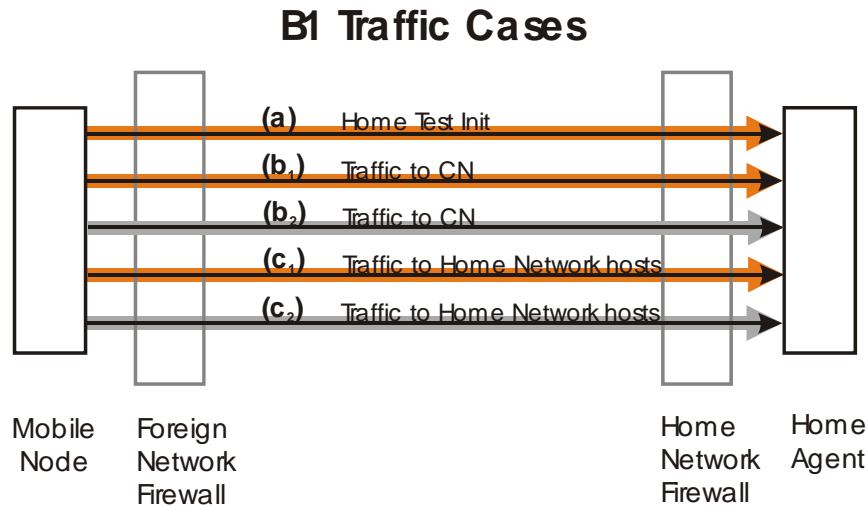 B1 Traffic Cases
(a) Home Test Init
(b₁) Traffic to CN
(b₂) Traffic to CN
(c₁) Traffic to Home Network hosts
(c₂) Traffic to Home Network hosts
Mobile
Node
Foreign
Network
Firewall
Home
Network
Firewall
Home
Agent